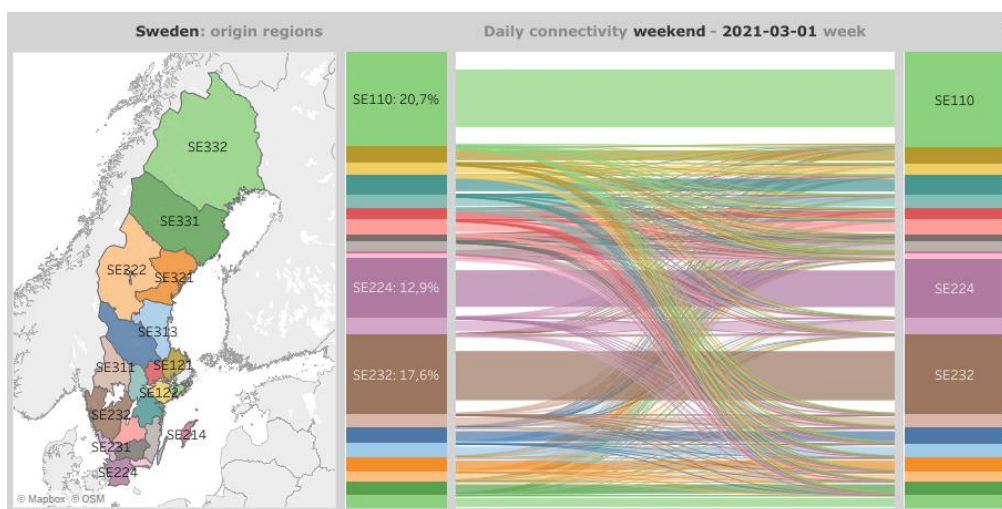 Sweden: origin regions
Daily connectivity weekend - 2021-03-01 week
SE332
SE331
SE322
SE321
SE313
SE311
SE121
SE122
SE232
SE214
SE231
SE224
© Mapbox © OSM
SE110: 20,7%
SE224: 12,9%
SE232: 17,6%
SE110
SE224
SE232